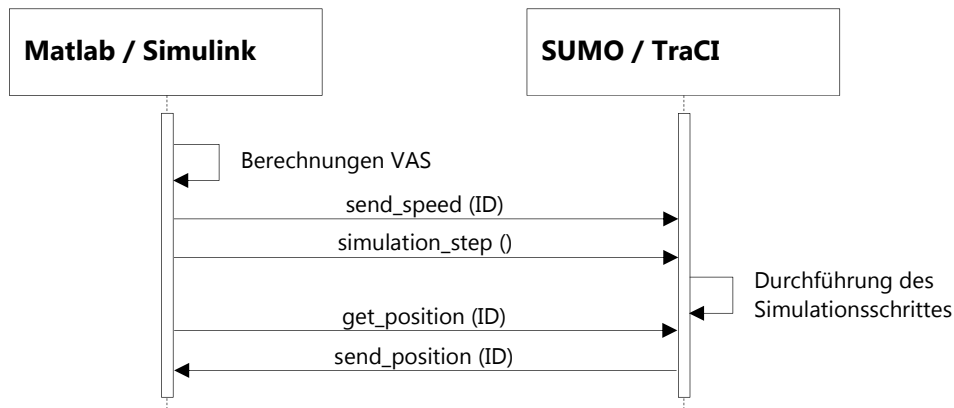 Matlab / Simulink
SUMO / TraCI
Berechnungen VAS
send_speed (ID)
simulation_step ()
Durchführung des
Simulationsschrittes
get_position (ID)
send_position (ID)